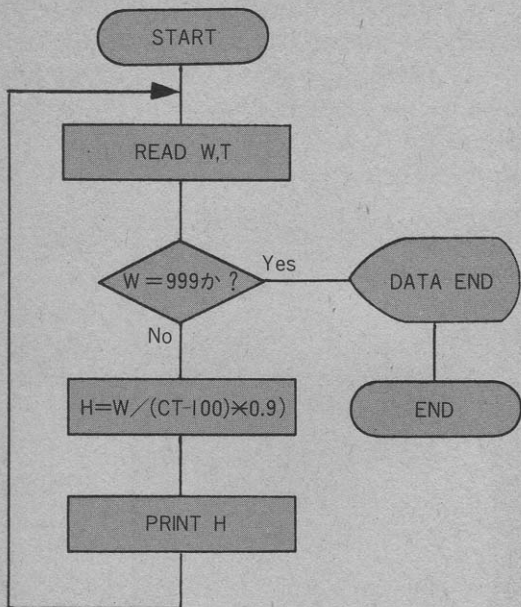 START
READ W,T
W=999か?
Yes
DATA END
No
H=W/(CT-100)*0.9)
END
PRINT H